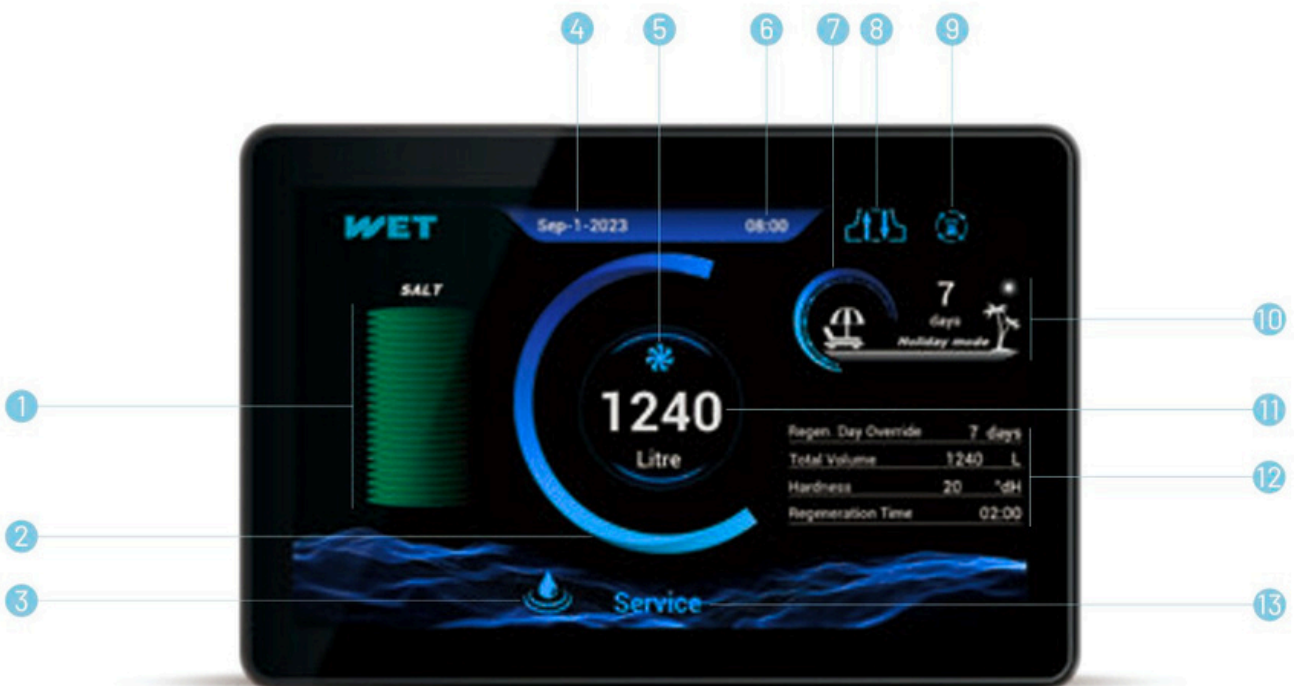 4 5 6 7 8 9
WET
Sep-1-2023 08:00
SALT
7
days
Holiday mode
10
1
1240
11
Litre
Regen. Day Override 7 days
Total Volume 1240 L
12
Hardness 20 °dH
Regeneration Time 02:00
2
3
Service
13